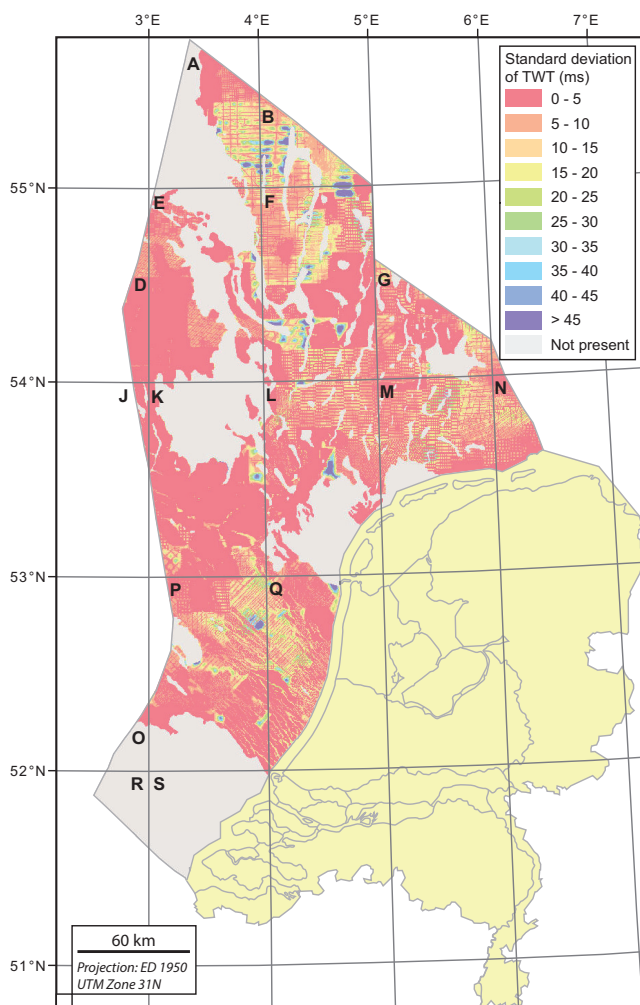 3°E 4°E 5°E 6°E 7°E
Standard deviation
of TWT (ms)
0 - 5
5 - 10
10 - 15
15 - 20
20 - 25
25 - 30
30 - 35
35 - 40
40 - 45
> 45
Not present
A
B
55°N
E F
G
D
54°N
J K L M N
53°N
P Q
O
52°N
R S
51°N
60 km
Projection: ED 1950
UTM Zone 31N